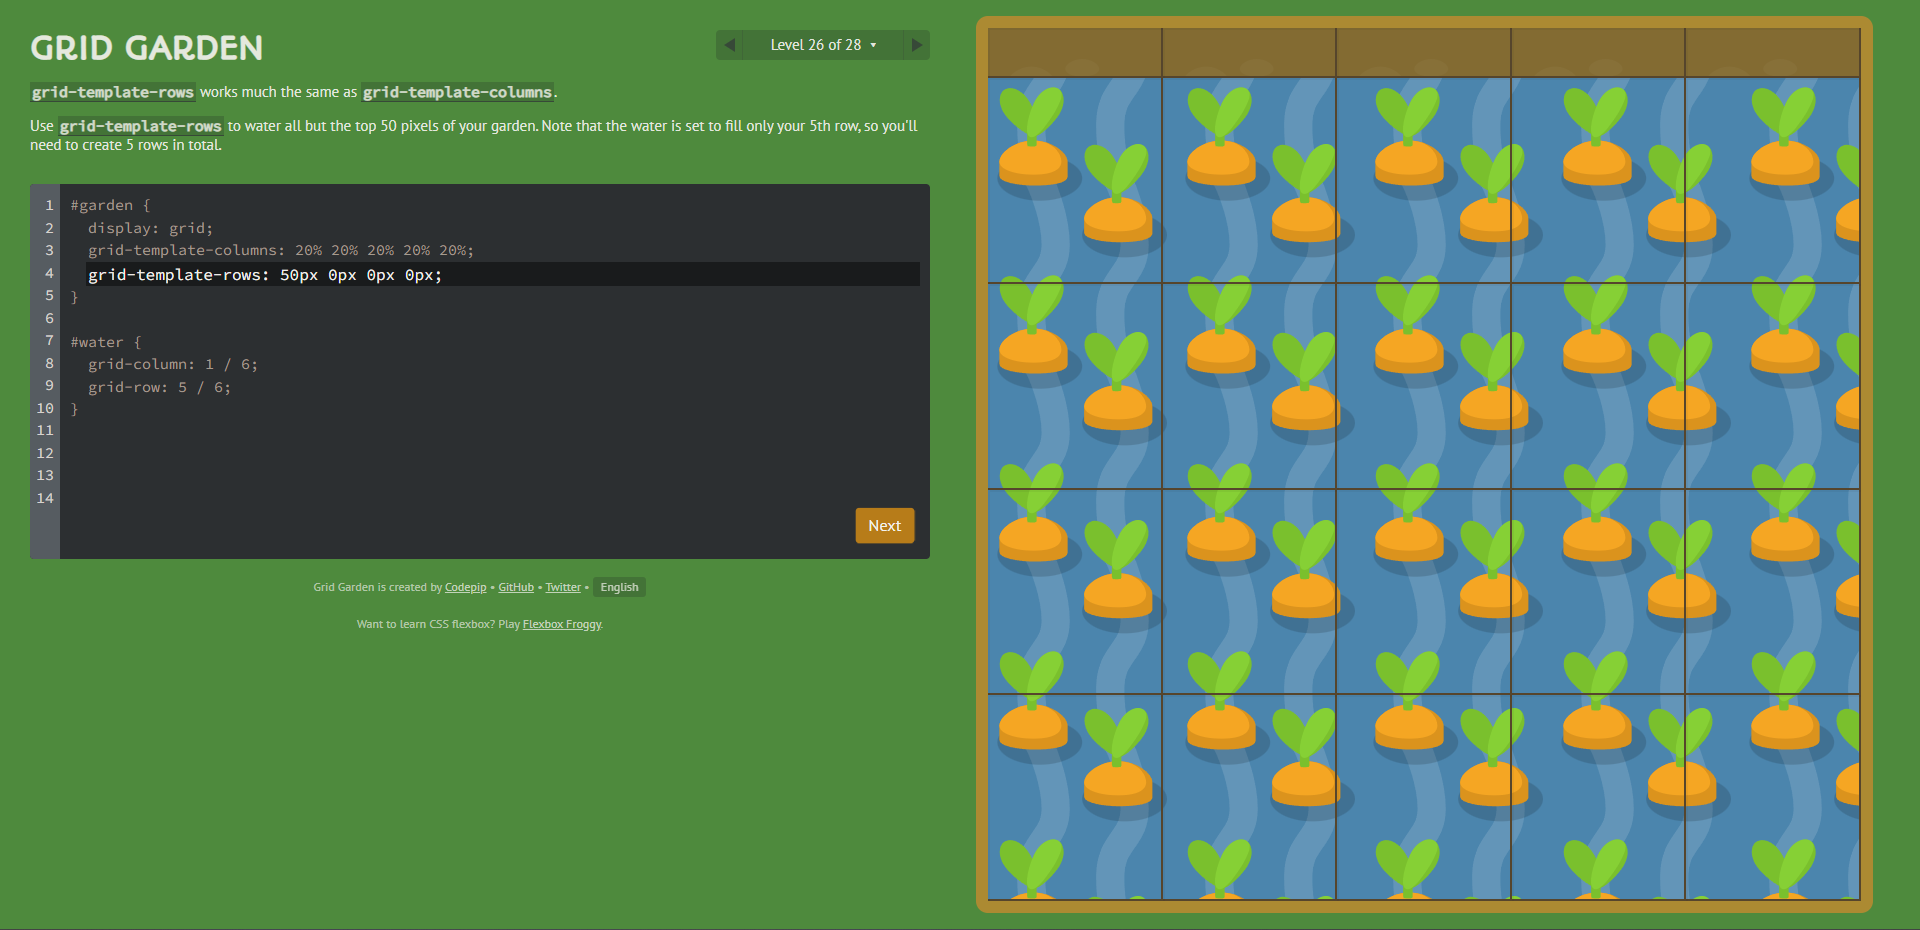 GRID GARDEN
Level 26 of 28
grid-template-rows works much the same as grid-template-columns.
Use grid-template-rows to water all but the top 50 pixels of your garden. Note that the water is set to fill only your 5th row, so you'll
need to create 5 rows in total.
1 #garden {
2 display: grid;
3 grid-template-columns: 20% 20% 20% 20% 20%;
4 grid-template-rows: 50px 0px 0px 0px;
5 }
6
7 #water {
8 grid-column: 1 / 6;
9 grid-row: 5 / 6;
10 }
11
12
13
14
Next
Grid Garden is created by Codepip • GitHub • Twitter • English
Want to learn CSS flexbox? Play Flexbox Froggy.